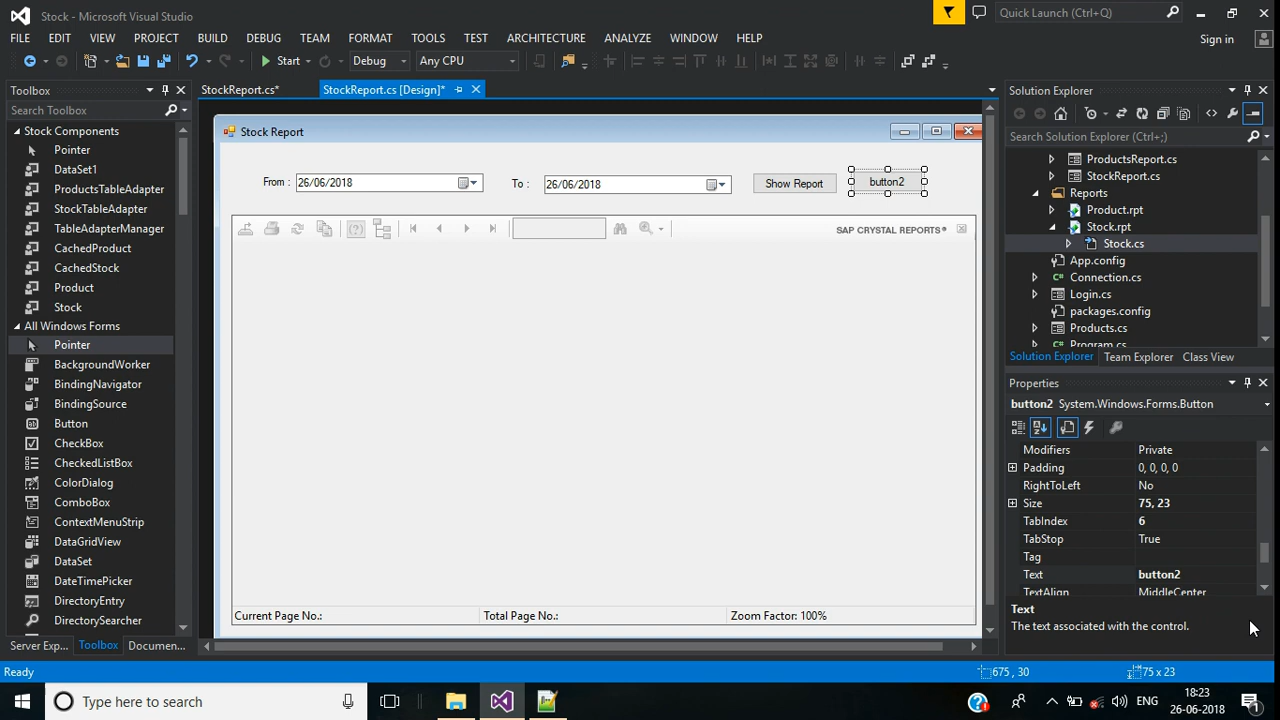 Stock - Microsoft Visual Studio
Quick Launch (Ctrl+Q)
FILE EDIT VIEW PROJECT BUILD DEBUG TEAM FORMAT TOOLS TEST ARCHITECTURE ANALYZE WINDOW HELP
Sign in
Start Debug Any CPU
Toolbox
StockReport.cs*
StockReport.cs [Design]*
Solution Explorer
Search Toolbox
Search Solution Explorer (Ctrl+;)
Stock Components
Pointer
DataSet1
ProductsTableAdapter
StockTableAdapter
TableAdapterManager
CachedProduct
CachedStock
Product
Stock
All Windows Forms
Pointer
BackgroundWorker
BindingNavigator
BindingSource
Button
CheckBox
CheckedListBox
ColorDialog
ComboBox
ContextMenuStrip
DataGridView
DataSet
DateTimePicker
DirectoryEntry
DirectorySearcher
Server Exp...
Toolbox
Documen...
Stock Report
From :
26/06/2018
To :
26/06/2018
Show Report
button2
SAP CRYSTAL REPORTS®
Current Page No.:
Total Page No.:
Zoom Factor: 100%
ProductsReport.cs
StockReport.cs
Reports
Product.rpt
Stock.rpt
Stock.cs
App.config
Connection.cs
Login.cs
packages.config
Products.cs
Program.cs
Solution Explorer
Team Explorer
Class View
Properties
button2 System.Windows.Forms.Button
Modifiers Private
Padding 0, 0, 0, 0
RightToLeft No
Size 75, 23
TabIndex 6
TabStop True
Tag
Text button2
TextAlign MiddleCenter
Text
The text associated with the control.
Ready
675 , 30
75 x 23
Type here to search
ENG
18:23
26-06-2018
1